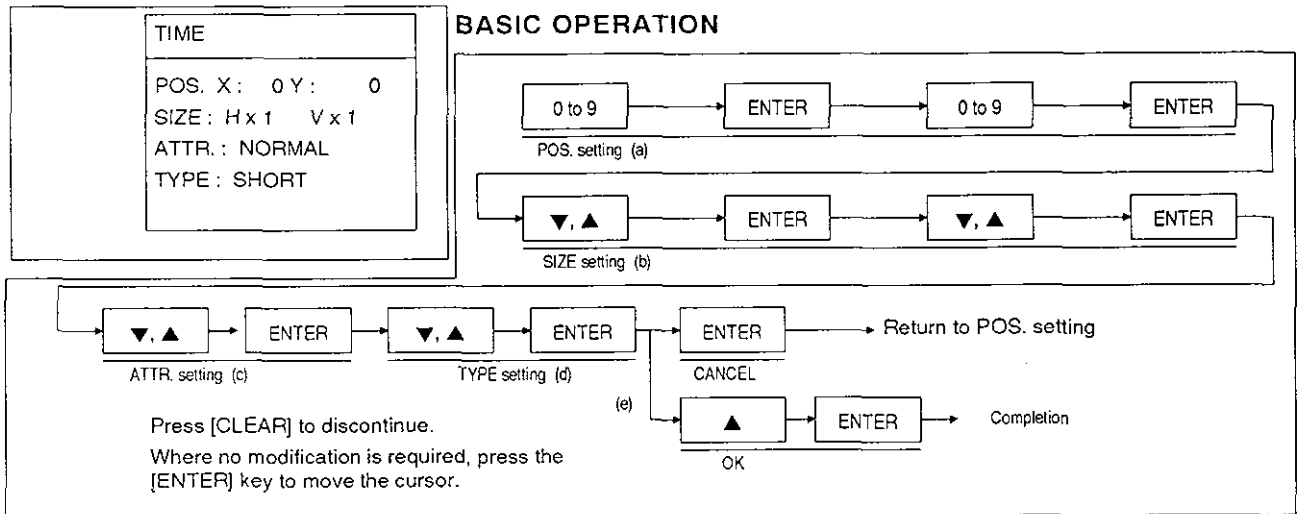 BASIC OPERATION
TIME
POS. X : 0 Y : 0
SIZE : H x 1 V x 1
ATTR. : NORMAL
TYPE : SHORT
0 to 9 ENTER 0 to 9 ENTER
POS. setting (a)
▼, ▲ ENTER ▼, ▲ ENTER
SIZE setting (b)
▼, ▲ ENTER ▼, ▲ ENTER ENTER Return to POS. setting
ATTR. setting (c) TYPE setting (d) CANCEL
(e)
▲ ENTER Completion
OK
Press [CLEAR] to discontinue.
Where no modification is required, press the
[ENTER] key to move the cursor.